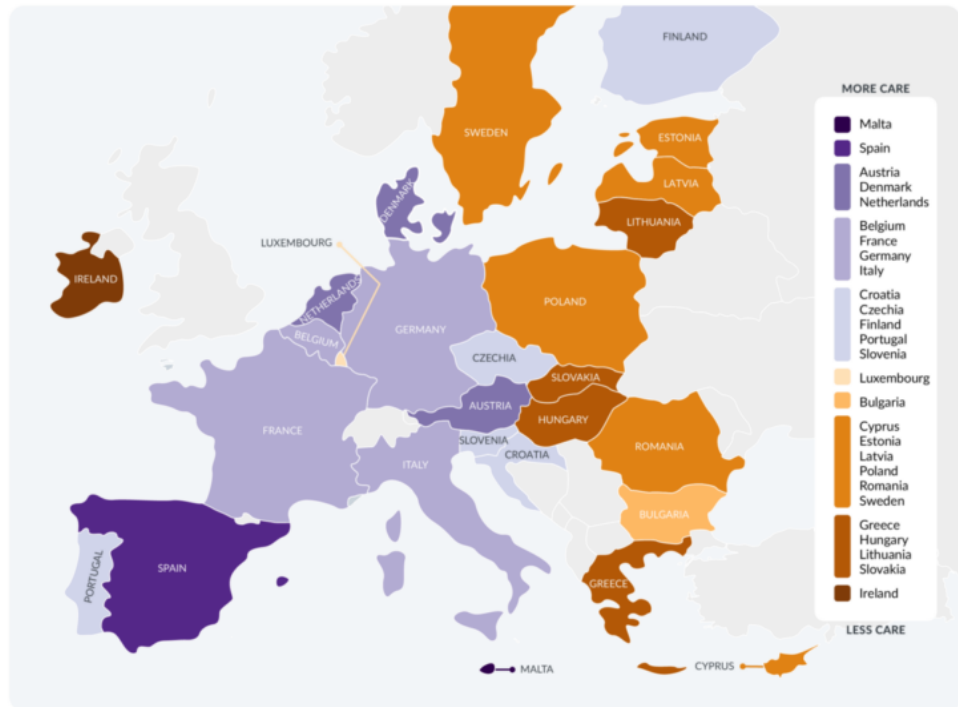 FINLAND
SWEDEN
ESTONIA
LATVIA
LITHUANIA
DENMARK
LUXEMBOURG
IRELAND
NETHERLANDS
BELGIUM
GERMANY
POLAND
CZECHIA
SLOVAKIA
AUSTRIA
HUNGARY
FRANCE
SLOVENIA
CROATIA
ITALY
ROMANIA
BULGARIA
PORTUGAL
SPAIN
GREECE
MALTA
CYPRUS
MORE CARE
Malta
Spain
Austria
Denmark
Netherlands
Belgium
France
Germany
Italy
Croatia
Czechia
Finland
Portugal
Slovenia
Luxembourg
Bulgaria
Cyprus
Estonia
Latvia
Poland
Romania
Sweden
Greece
Hungary
Lithuania
Slovakia
Ireland
LESS CARE